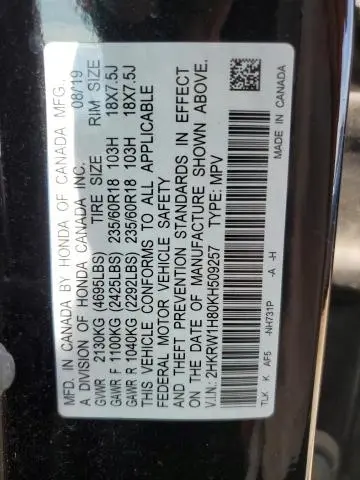 MFD. IN CANADA BY HONDA OF CANADA MFG.,
A DIVISION OF HONDA CANADA INC. 08/19
GVWR 2130KG (4695LBS) TIRE SIZE RIM SIZE
GAWR F 1100KG (2425LBS) 235/60R18 103H 18X7.5J
GAWR R 1040KG (2292LBS) 235/60R18 103H 18X7.5J
THIS VEHICLE CONFORMS TO ALL APPLICABLE
FEDERAL MOTOR VEHICLE SAFETY
AND THEFT PREVENTION STANDARDS IN EFFECT
ON THE DATE OF MANUFACTURE SHOWN ABOVE.
V.I.N.: 2HKRW1H80KH509257 TYPE: MPV
TLK K AF5 -NH731P -A -H
MADE IN CANADA